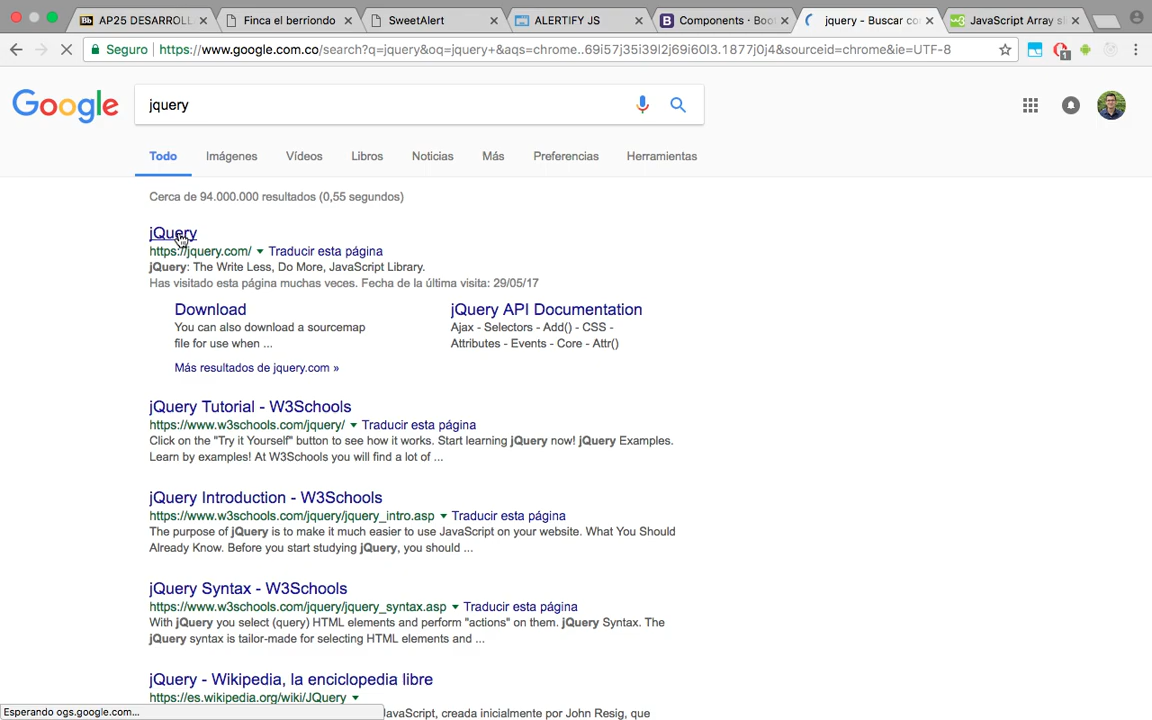 AP25 DESARROLL
Finca el berriondo
SweetAlert
ALERTIFY JS
Components · Boot
jquery - Buscar co
JavaScript Array sl
Seguro
https://www.google.com.co/search?q=jquery&oq=jquery+&aqs=chrome..69i57j35i39l2j69i60l3.1877j0j4&sourceid=chrome&ie=UTF-8
1
Google
jquery
Todo
Imágenes
Vídeos
Libros
Noticias
Más
Preferencias
Herramientas
Cerca de 94.000.000 resultados (0,55 segundos)
jQuery
https://jquery.com/ Traducir esta página
jQuery: The Write Less, Do More, JavaScript Library.
Has visitado esta página muchas veces. Fecha de la última visita: 29/05/17
Download
You can also download a sourcemap
file for use when ...
jQuery API Documentation
Ajax - Selectors - Add() - CSS -
Attributes - Events - Core - Attr()
Más resultados de jquery.com »
jQuery Tutorial - W3Schools
https://www.w3schools.com/jquery/ Traducir esta página
Click on the "Try it Yourself" button to see how it works. Start learning jQuery now! jQuery Examples.
Learn by examples! At W3Schools you will find a lot of ...
jQuery Introduction - W3Schools
https://www.w3schools.com/jquery/jquery_intro.asp Traducir esta página
The purpose of jQuery is to make it much easier to use JavaScript on your website. What You Should
Already Know. Before you start studying jQuery, you should ...
jQuery Syntax - W3Schools
https://www.w3schools.com/jquery/jquery_syntax.asp Traducir esta página
With jQuery you select (query) HTML elements and perform "actions" on them. jQuery Syntax. The
jQuery syntax is tailor-made for selecting HTML elements and ...
jQuery - Wikipedia, la enciclopedia libre
https://es.wikipedia.org/wiki/JQuery
Esperando ogs.google.com...
JavaScript, creada inicialmente por John Resig, que